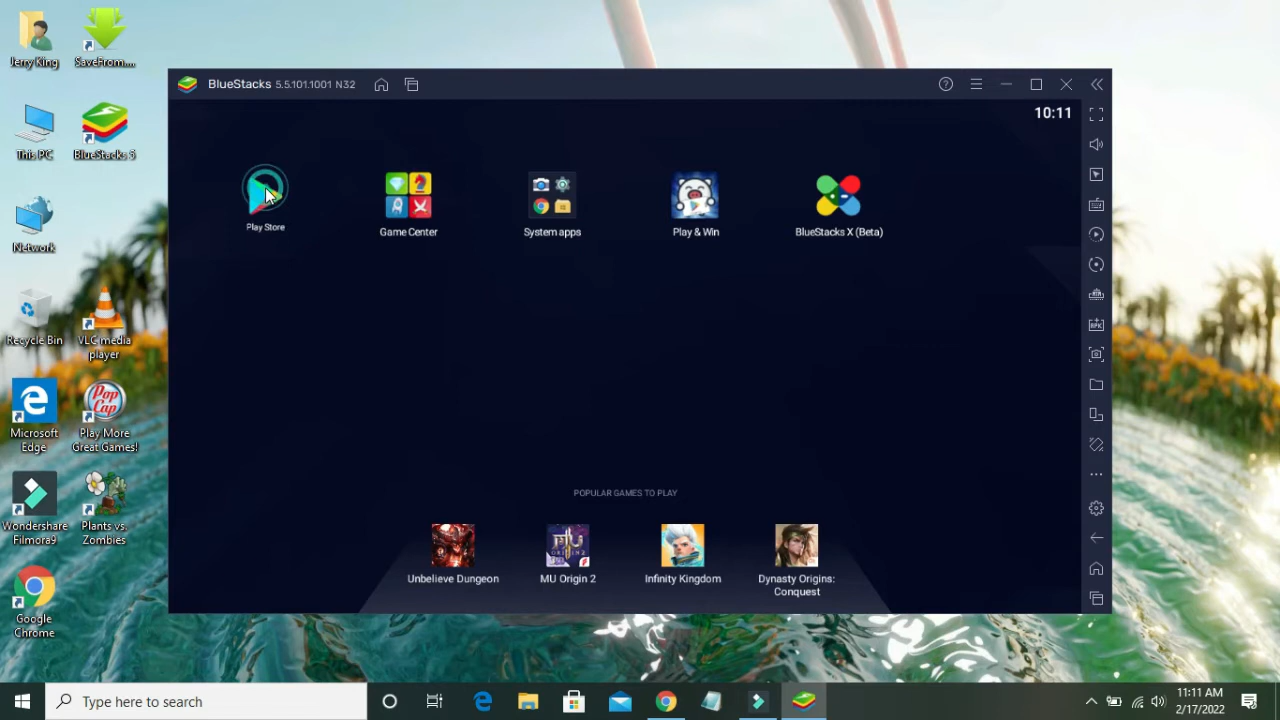 Jerry King
SaveFrom....
This PC
BlueStacks 5
Network
Recycle Bin
VLC media
player
Microsoft
Edge
Pop
Cap
Play More
Great Games!
Wondershare
Filmora9
Plants vs.
Zombies
Google
Chrome
BlueStacks 5.5.101.1001 N32
10:11
Play Store
Game Center
System apps
Play & Win
BlueStacks X (Beta)
POPULAR GAMES TO PLAY
Unbelieve Dungeon
MU Origin 2
Infinity Kingdom
Dynasty Origins:
Conquest
Type here to search
11:11 AM
2/17/2022